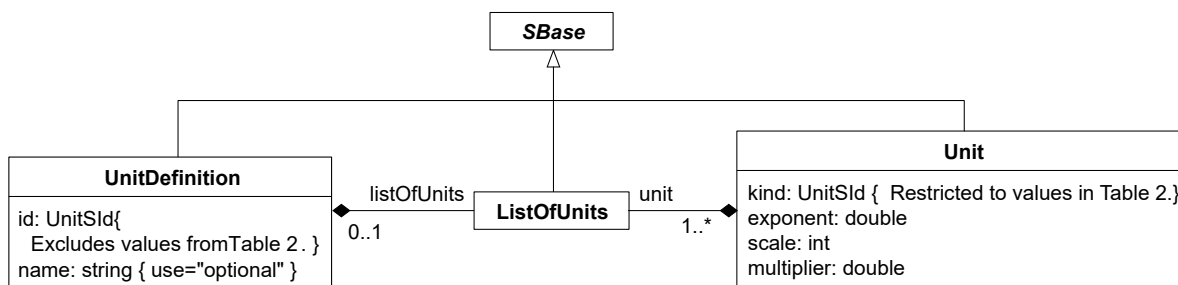 SBase
UnitDefinition
id: UnitSId{
Excludes values fromTable 2. }
name: string { use="optional" }
listOfUnits
0..1
ListOfUnits
unit
1..*
Unit
kind: UnitSId { Restricted to values in Table 2.}
exponent: double
scale: int
multiplier: double